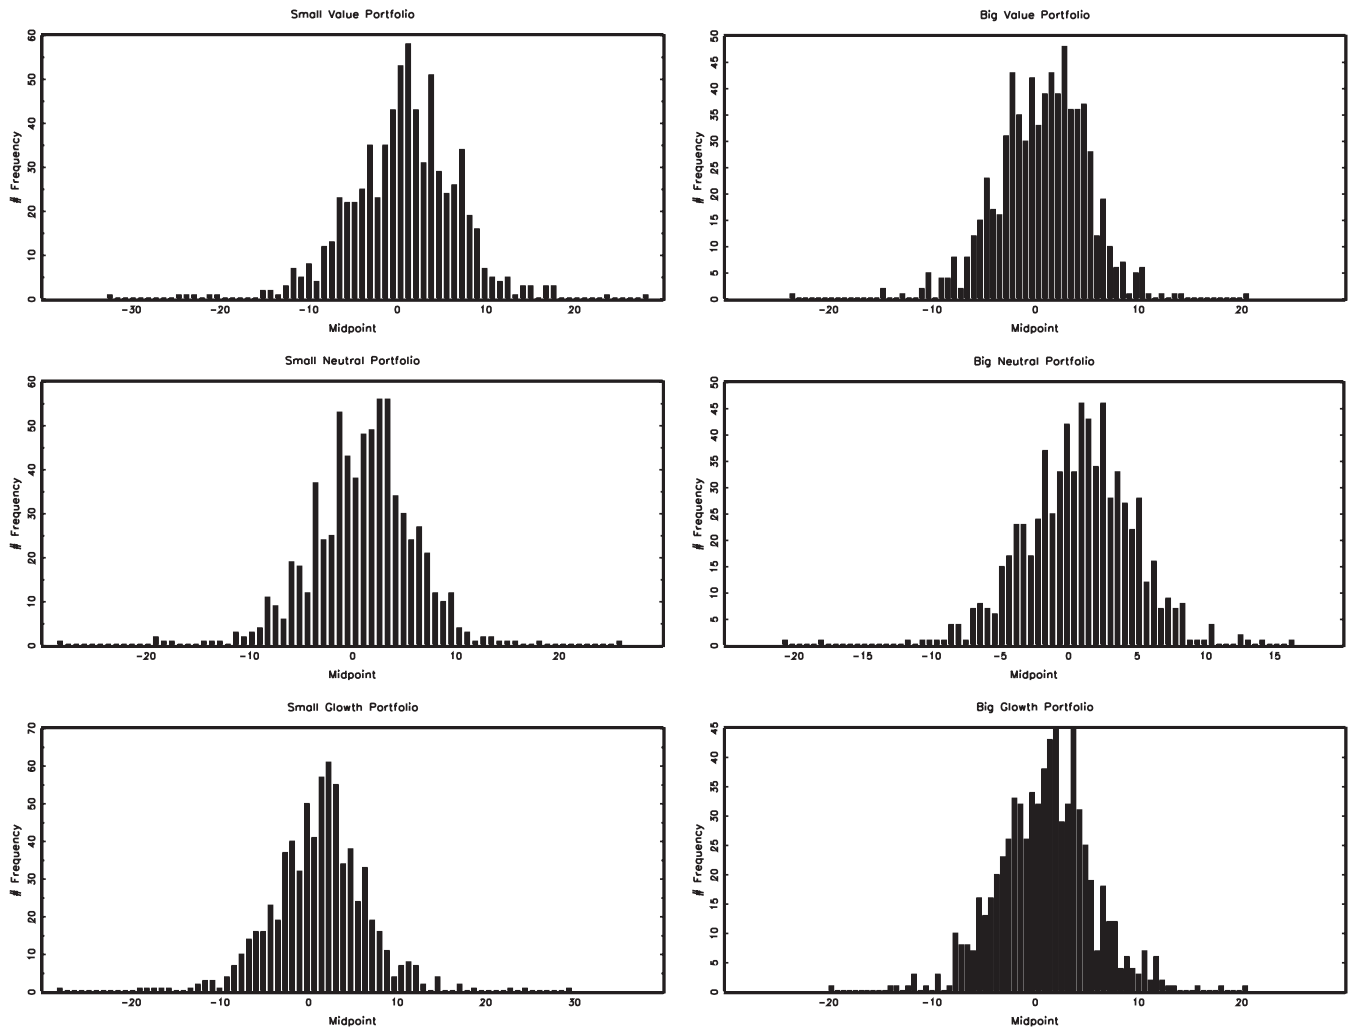 Small Value Portfolio
# Frequency
0 10 20 30 40 50 60
-30 -20 -10 0 10 20
Midpoint
Big Value Portfolio
# Frequency
0 5 10 15 20 25 30 35 40 45 50
-20 -10 0 10 20
Midpoint
Small Neutral Portfolio
# Frequency
0 10 20 30 40 50 60
-20 -10 0 10 20
Midpoint
Big Neutral Portfolio
# Frequency
0 5 10 15 20 25 30 35 40 45 50
-20 -15 -10 -5 0 5 10 15
Midpoint
Small Glowth Portfolio
# Frequency
0 10 20 30 40 50 60 70
-20 -10 0 10 20 30
Midpoint
Big Glowth Portfolio
# Frequency
0 5 10 15 20 25 30 35 40 45
-10 0 10 20
Midpoint